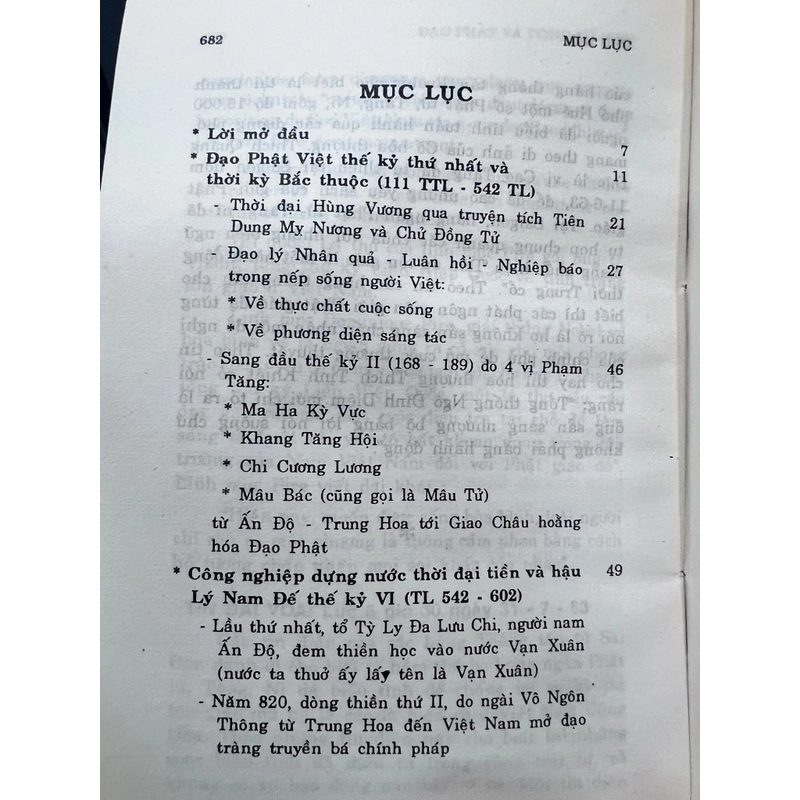 682
MỤC LỤC
MỤC LỤC
* Lời mở đầu 7
* Đạo Phật Việt thế kỷ thứ nhất và 11
thời kỳ Bắc thuộc (111 TTL - 542 TL)
- Thời đại Hùng Vương qua truyện tích Tiên 21
Dung Mỵ Nương và Chử Đồng Tử
- Đạo lý Nhân quả - Luân hồi - Nghiệp báo 27
trong nếp sống người Việt:
* Về thực chất cuộc sống
* Về phương diện sáng tác
- Sang đầu thế kỷ II (168 - 189) do 4 vị Phạm 46
Tăng:
* Ma Ha Kỳ Vực
* Khang Tăng Hội
* Chi Cương Lương
* Mâu Bác (cũng gọi là Mâu Tử)
từ Ấn Độ - Trung Hoa tới Giao Châu hoằng
hóa Đạo Phật
* Công nghiệp dựng nước thời đại tiền và hậu 49
Lý Nam Đế thế kỷ VI (TL 542 - 602)
- Lầu thứ nhất, tổ Tỳ Ly Đa Lưu Chi, người nam
Ấn Độ, đem thiền học vào nước Vạn Xuân
(nước ta thuở ấy lấy tên là Vạn Xuân)
- Năm 820, dòng thiền thứ II, do ngài Vô Ngôn
Thông từ Trung Hoa đến Việt Nam mở đạo
tràng truyền bá chính pháp